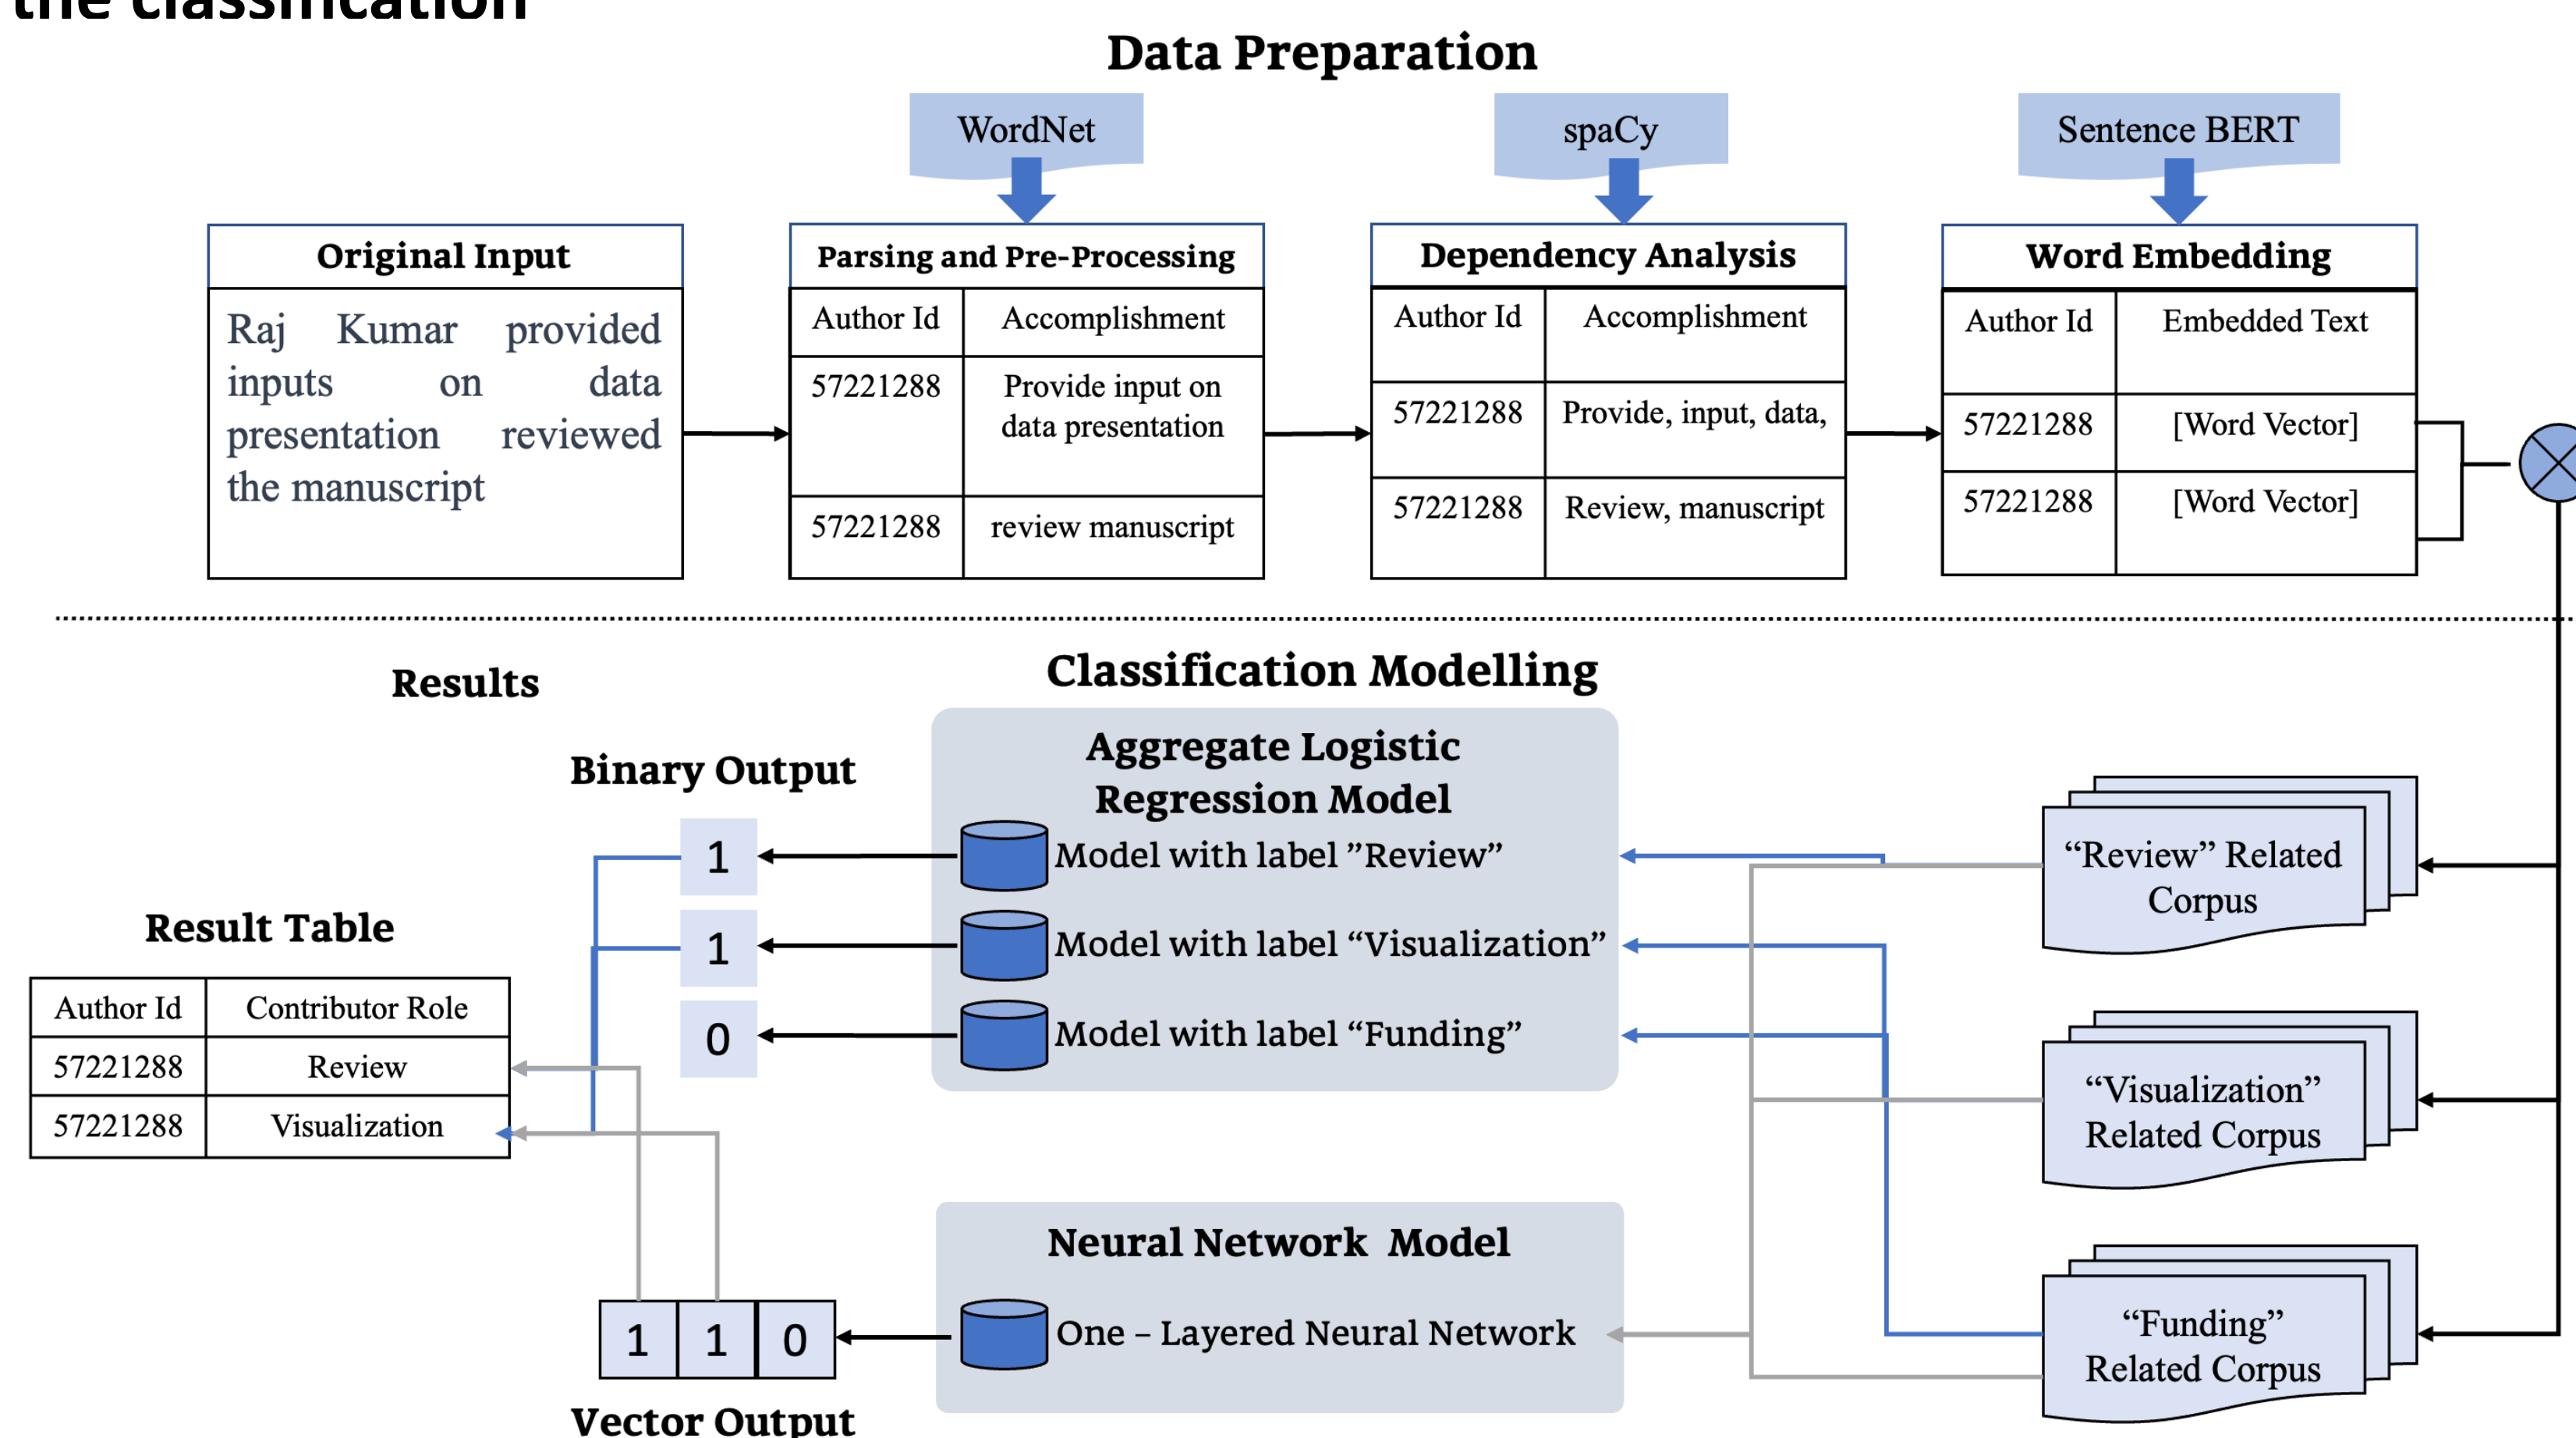 the classification
Data Preparation
WordNet
spaCy
Sentence BERT
Original Input
Raj Kumar provided
inputs on data
presentation reviewed
the manuscript
Parsing and Pre-Processing
Author Id
Accomplishment
57221288
Provide input on
data presentation
57221288
review manuscript
Dependency Analysis
Author Id
Accomplishment
57221288
Provide, input, data,
57221288
Review, manuscript
Word Embedding
Author Id
Embedded Text
57221288
[Word Vector]
57221288
[Word Vector]
Results
Classification Modelling
Binary Output
1
1
0
Aggregate Logistic
Regression Model
Model with label ”Review”
Model with label “Visualization”
Model with label “Funding”
“Review” Related
Corpus
“Visualization”
Related Corpus
“Funding”
Related Corpus
Result Table
Author Id
Contributor Role
57221288
Review
57221288
Visualization
Neural Network  Model
One – Layered Neural Network
1 1 0
Vector Output